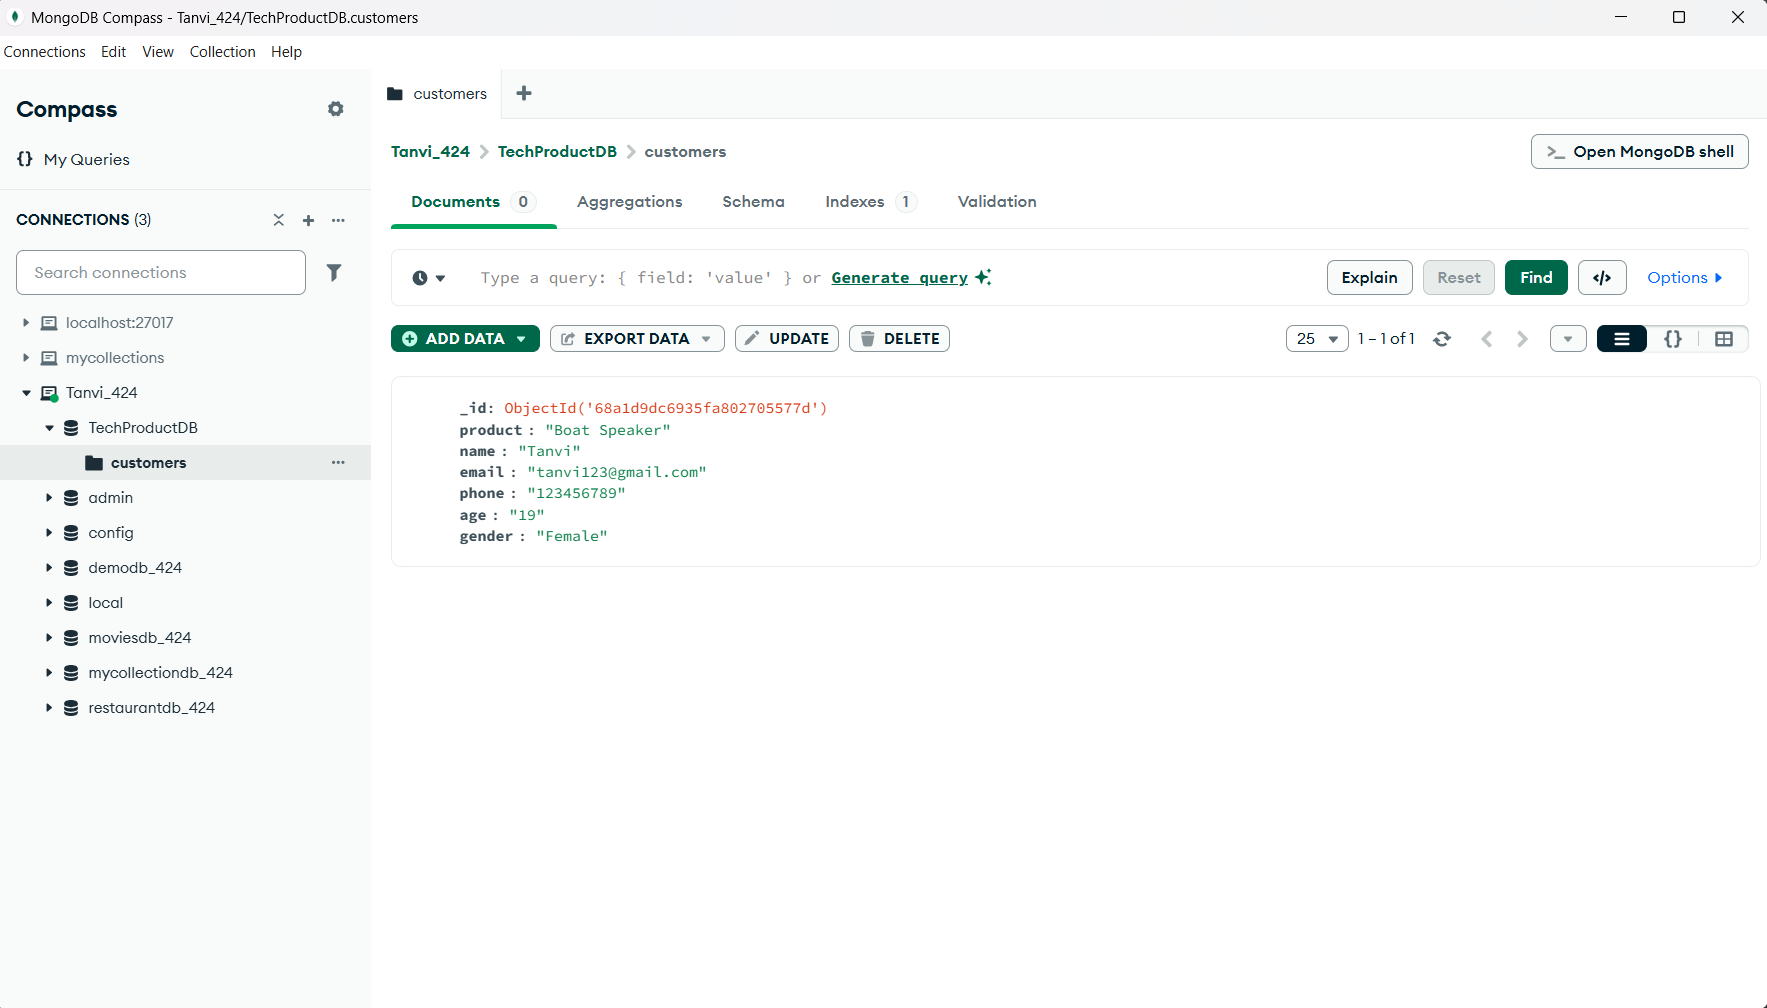 MongoDB Compass - Tanvi_424/TechProductDB.customers
Connections Edit View Collection Help
Compass
{} My Queries
CONNECTIONS (3)
Search connections
localhost:27017
mycollections
Tanvi_424
TechProductDB
customers
admin
config
demodb_424
local
moviesdb_424
mycollectiondb_424
restaurantdb_424
customers
Tanvi_424 > TechProductDB > customers
>_ Open MongoDB shell
Documents 0 Aggregations Schema Indexes 1 Validation
Type a query: { field: 'value' } or Generate query
Explain Reset Find </> Options
ADD DATA EXPORT DATA UPDATE DELETE
25 1 – 1 of 1 {}
_id: ObjectId('68a1d9dc6935fa802705577d')
product : "Boat Speaker"
name : "Tanvi"
email : "tanvi123@gmail.com"
phone : "123456789"
age : "19"
gender : "Female"